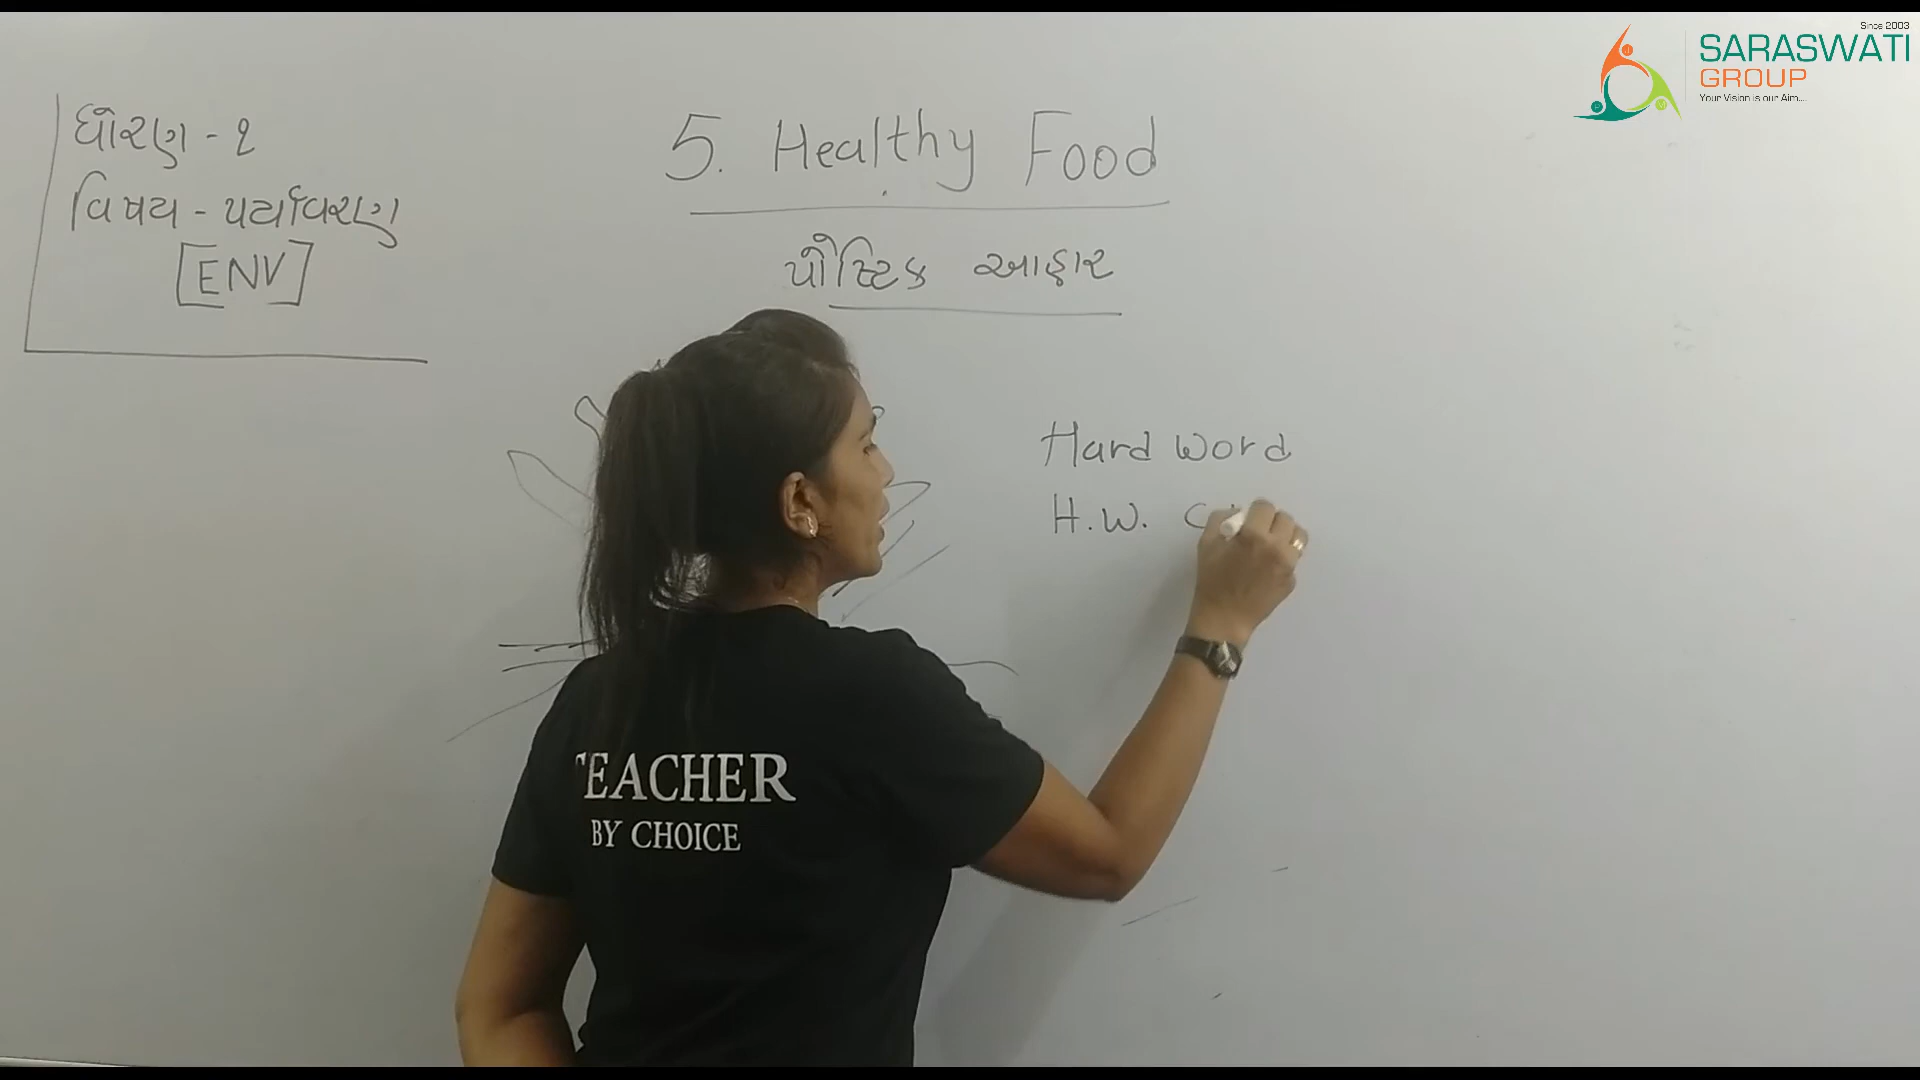 Since 2003
SARASWATI
GROUP
Your Vision is our Aim....
ધોરણ - ૧
વિષય - પર્યાવરણ
[ENV]
5. Healthy Food
પૌષ્ટિક આહાર
Hard word
H.W.
TEACHER
BY CHOICE